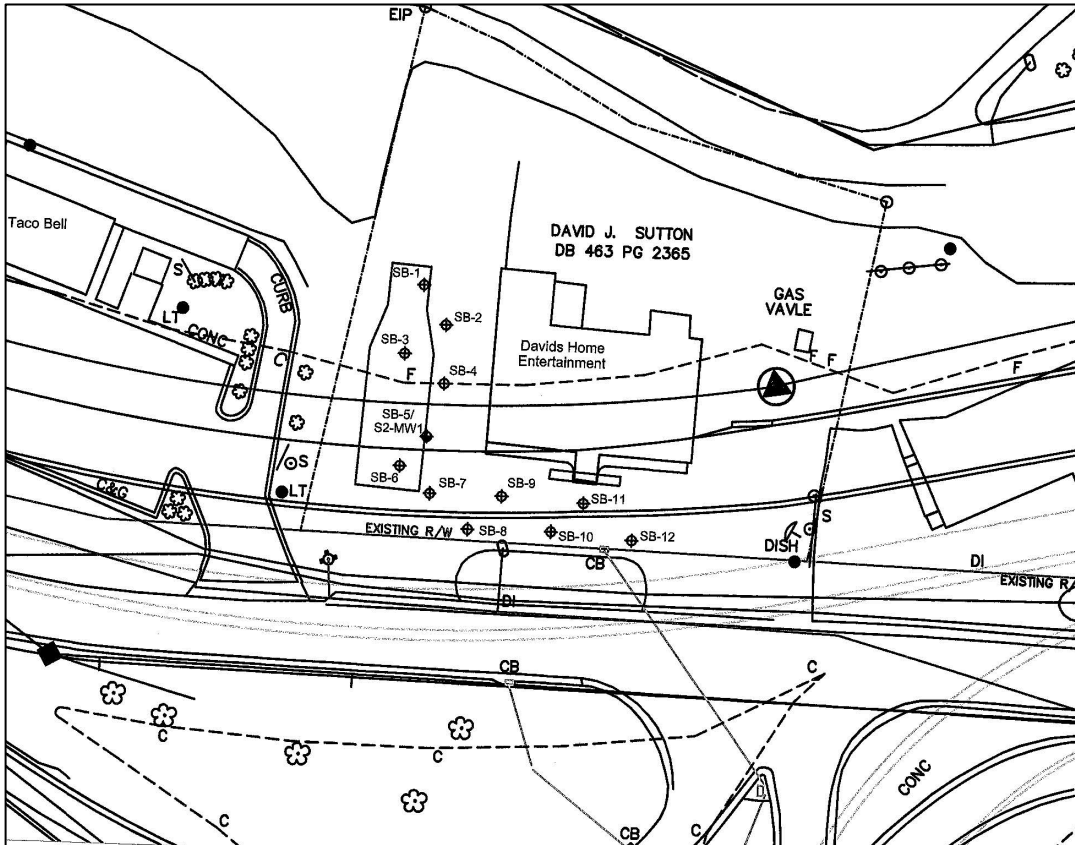 EIP
Taco Bell
DAVID J. SUTTON
DB 463 PG 2365
S
CURB
SB-1
GAS
VAVLE
LT
CONC
SB-2
C
SB-3
Davids Home
Entertainment
F F
SB-4
F
F
SB-5/
S2-MW1
S
SB-6
C&G
LT
SB-7
SB-9
SB-11
S
EXISTING R/W
SB-8
SB-10
SB-12
DISH
CB
DI
EXISTING R/
DI
CB
C
C
C
CONC
D
C
CB
C